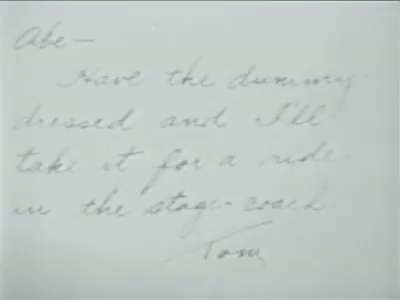 Abe —
Have the dummy
dressed and I'll
take it for a ride
in the stage-coach
Tom